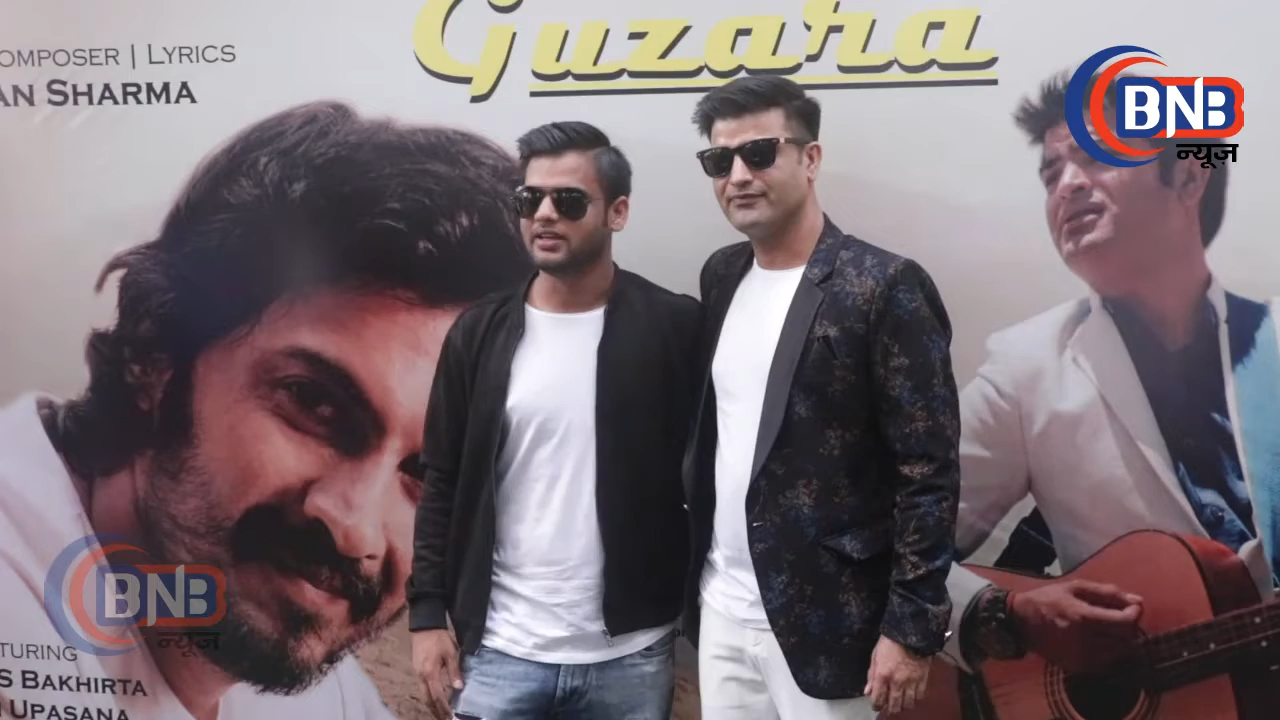 Guzara
OMPOSER | LYRICS
AN SHARMA
BNB
न्यूज़
BNB
न्यूज़
TURING
S BAKHIRTA
UPASANA